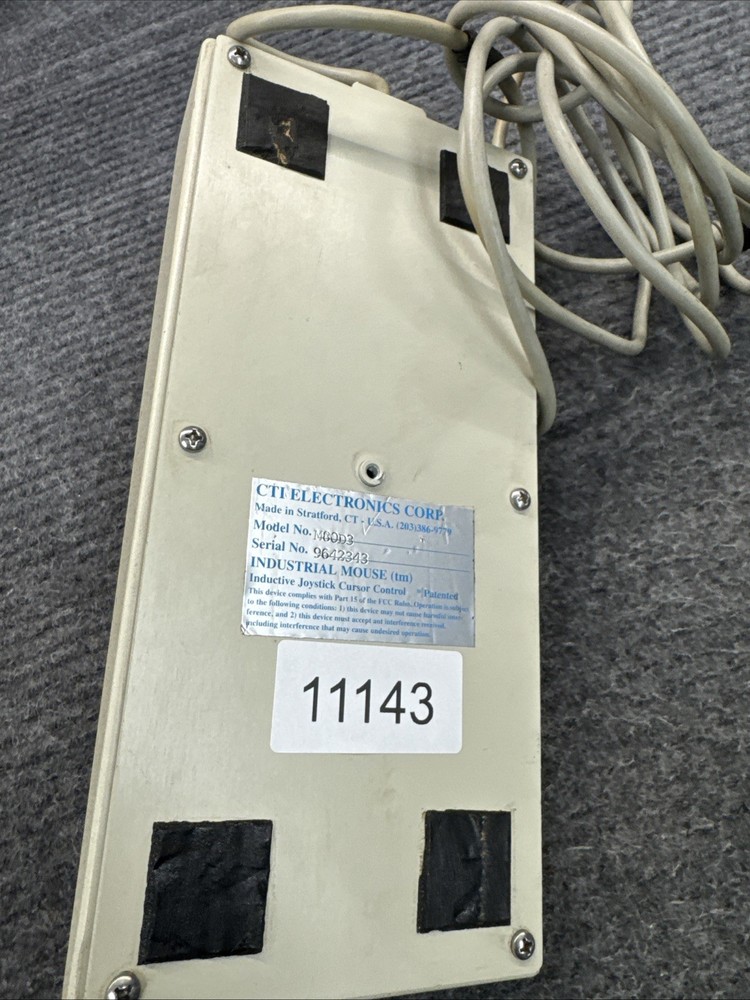 CTI ELECTRONICS CORP.
Made in Stratford, CT - U.S.A. (203)386-9779
Model No.
Serial No. 9642343
INDUSTRIAL MOUSE (tm)
Inductive Joystick Cursor Control *Patented
This device complies with Part 15 of the FCC Rules. Operation is subject
to the following conditions: 1) this device may not cause harmful inter-
ference, and 2) this device must accept ant interference received,
including interference that may cause undesired operation.
11143